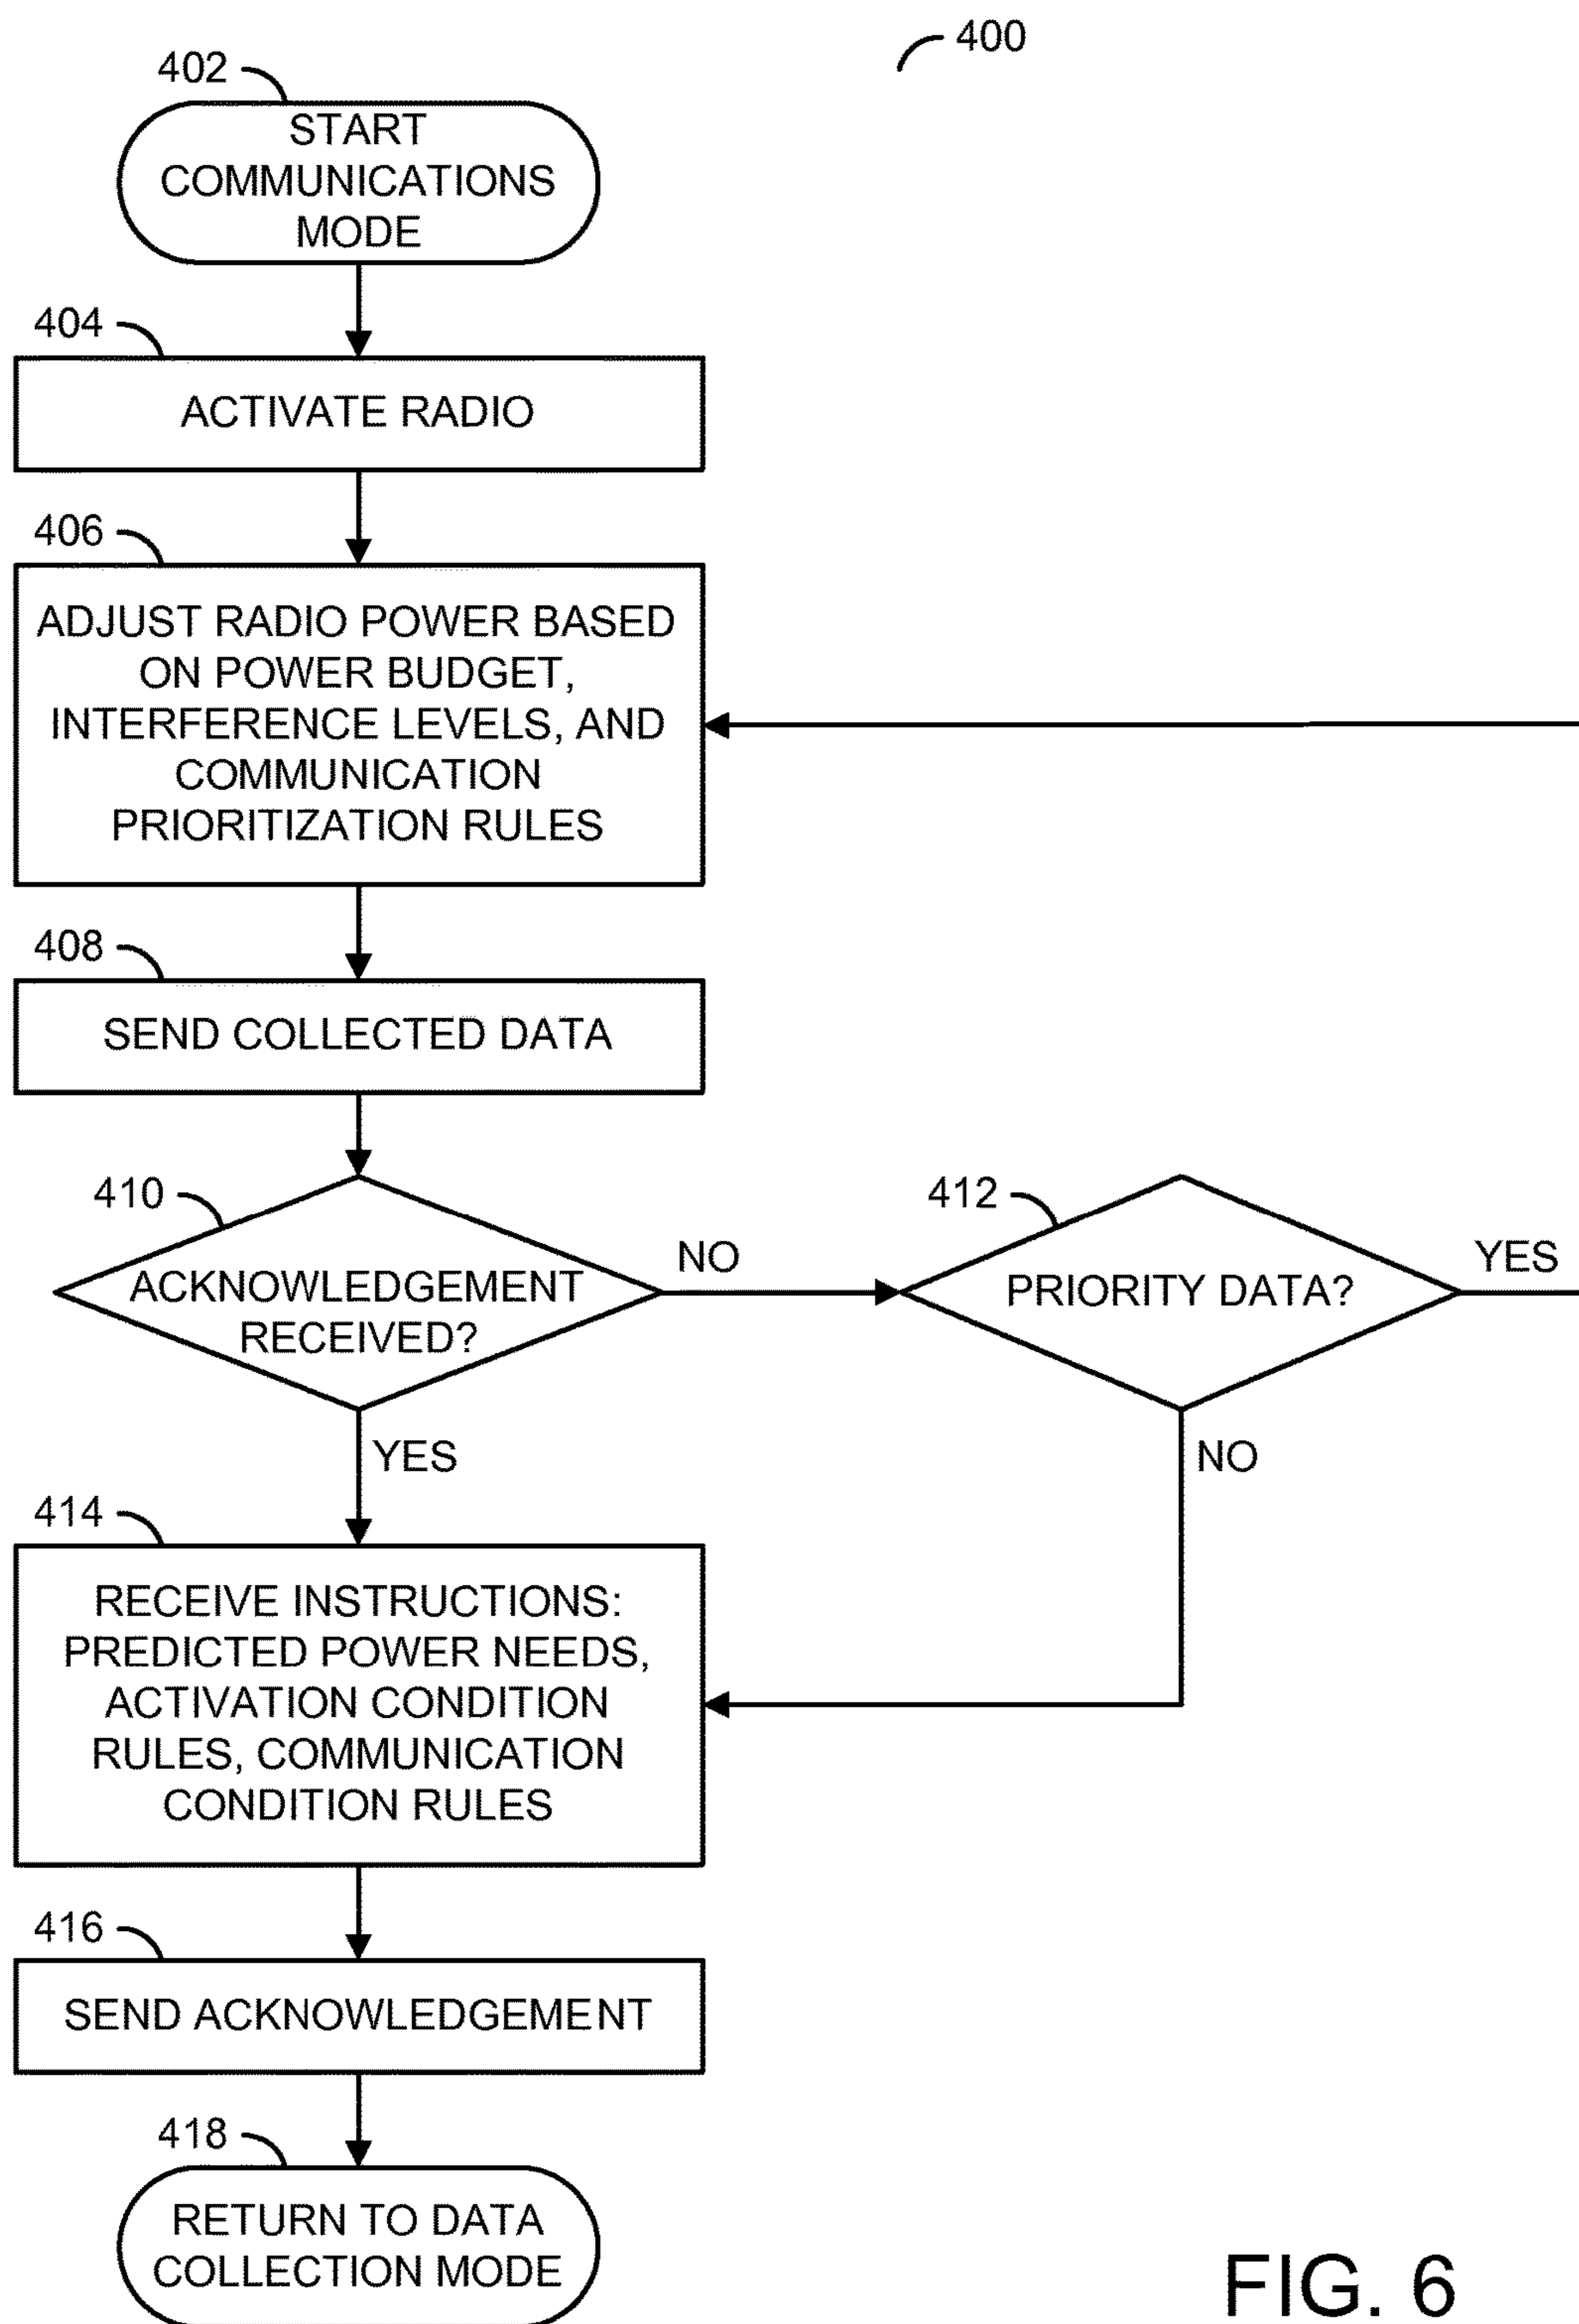 400
402
START
COMMUNICATIONS
MODE
404
ACTIVATE RADIO
406
ADJUST RADIO POWER BASED
ON POWER BUDGET,
INTERFERENCE LEVELS, AND
COMMUNICATION
PRIORITIZATION RULES
408
SEND COLLECTED DATA
410
ACKNOWLEDGEMENT
RECEIVED?
NO
412
PRIORITY DATA?
YES
YES
NO
414
RECEIVE INSTRUCTIONS:
PREDICTED POWER NEEDS,
ACTIVATION CONDITION
RULES, COMMUNICATION
CONDITION RULES
416
SEND ACKNOWLEDGEMENT
418
RETURN TO DATA
COLLECTION MODE
FIG. 6